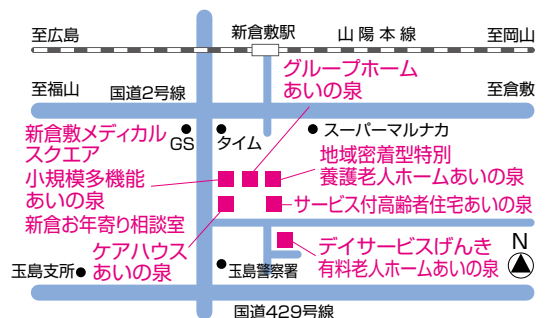 新倉敷駅
至広島
山陽本線
至岡山
グループホーム
あいの泉
至福山
国道2号線
至倉敷
新倉敷メディカル
スクエア
GS
タイム
スーパーマルナカ
小規模多機能
あいの泉
地域密着型特別
養護老人ホームあいの泉
新倉お年寄り相談室
サービス付高齢者住宅あいの泉
ケアハウス
あいの泉
デイサービスげんき
有料老人ホームあいの泉
N
玉島支所
玉島警察署
国道429号線